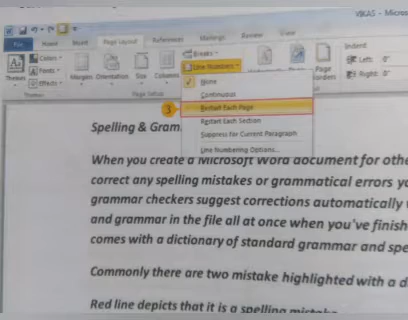 VIKAS - Micros
File Home Insert Page Layout References Mailings Review View
Colors
Fonts
Effects
Themes
Margins Orientation Size Columns
Breaks
Line Numbers
Page
Borders
Indent
Left: 0"
Right: 0"
Themes
Page Setup
None
Continuous
3
Restart Each Page
Restart Each Section
Suppress for Current Paragraph
Line Numbering Options...
Spelling & Gram
When you create a Microsoft Word document for othe
correct any spelling mistakes or grammatical errors yo
grammar checkers suggest corrections automatically
and grammar in the file all at once when you've finish
comes with a dictionary of standard grammar and spe
Commonly there are two mistake highlighted with a d
Red line depicts that it is a spelling mistake